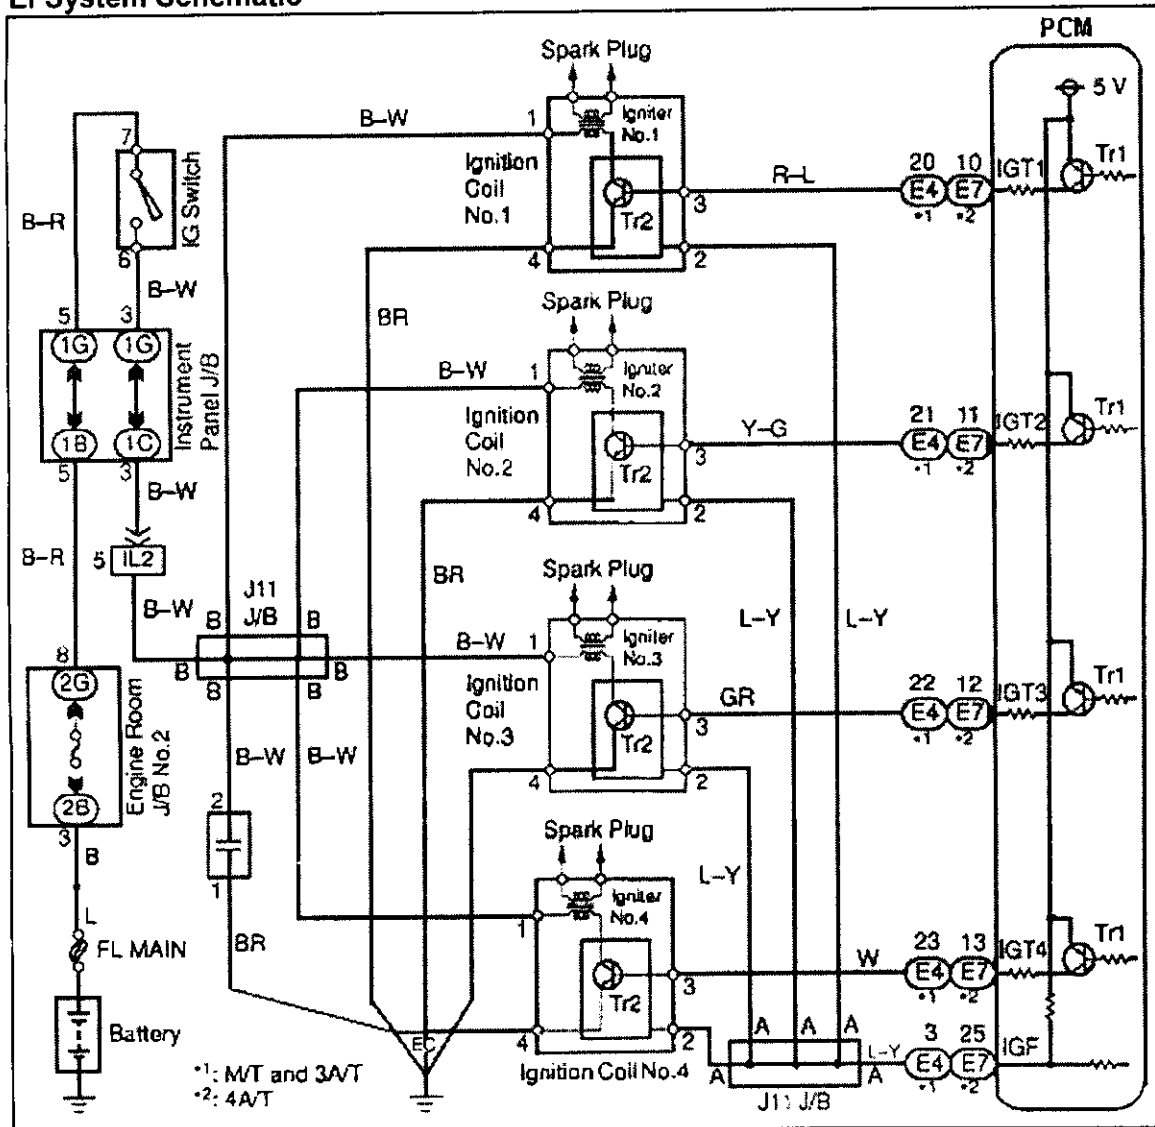 EI System Schematic
PCM
Spark Plug
5 V
B–W
1
Igniter
No.1
7
IG Switch
Ignition
Coil
No.1
R–L
20
10
IGT1
Tr1
E4
E7
*1
*2
Tr2
3
B–R
6
4
2
B–W
Spark Plug
5
3
BR
1G
1G
Instrument
Panel J/B
B–W
1
Igniter
No.2
Ignition
Coil
No.2
Y–G
21
11
IGT2
Tr1
E4
E7
*1
*2
1B
1C
Tr2
3
5
3
B–W
4
2
B–R
5
IL2
J11
J/B
BR
Spark Plug
B–W
B
B
L–Y
L–Y
B–W
1
Igniter
No.3
B
B
8
B
B
2G
Ignition
Coil
No.3
GR
22
12
IGT3
Tr1
E4
E7
*1
*2
Tr2
3
Engine Room
J/B No.2
B–W
B–W
4
2
2B
2
3
Spark Plug
B
1
L–Y
Igniter
No.4
1
L
BR
W
23
13
IGT4
Tr1
FL MAIN
E4
E7
*1
*2
Tr2
3
Battery
EC
4
2
A
A
A
3
25
IGF
L–Y
E4
E7
*1
*2
A
A
*1: M/T and 3A/T
*2: 4A/T
Ignition Coil No.4
J11 J/B